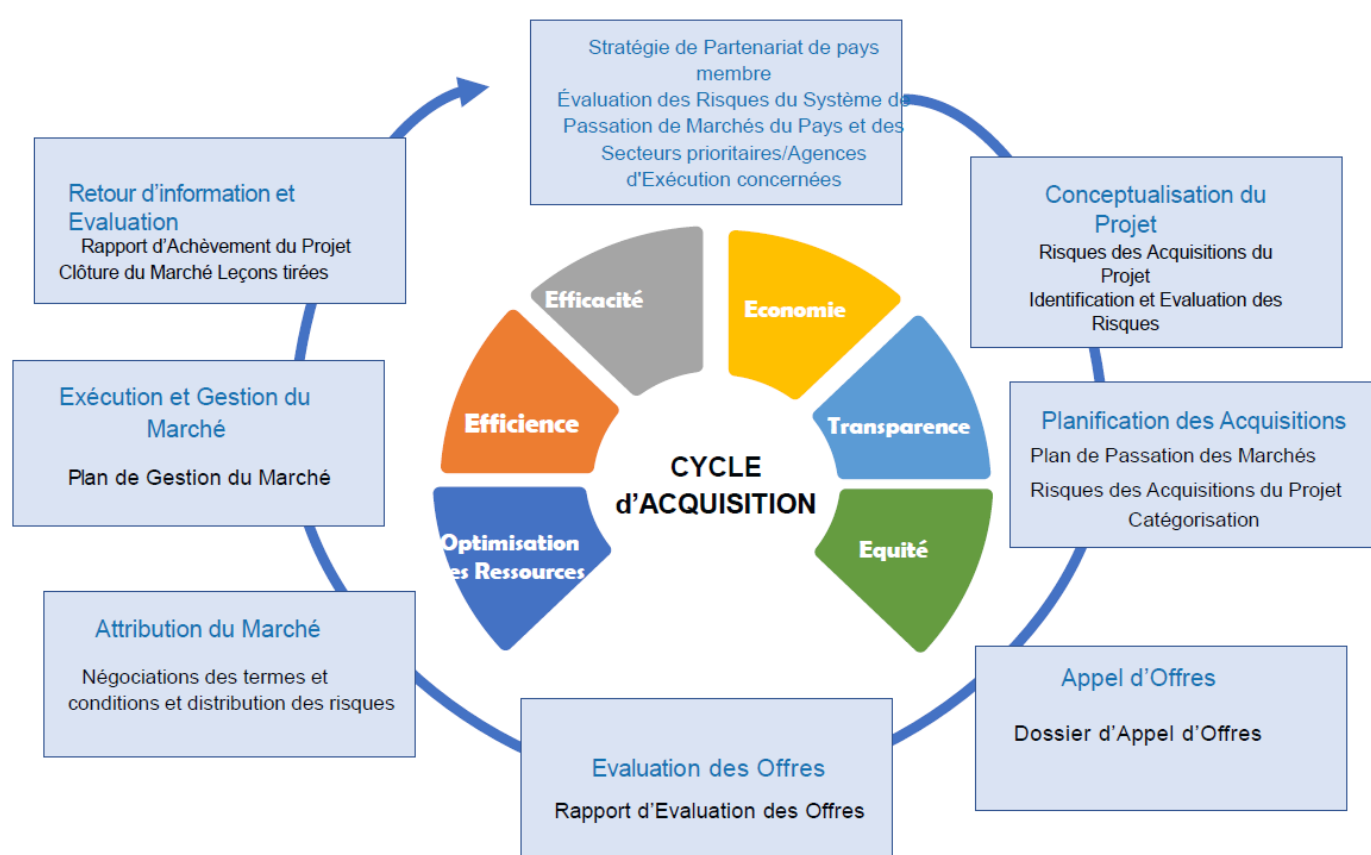 Stratégie de Partenariat de pays
membre
Évaluation des Risques du Système de
Passation de Marchés du Pays et des
Secteurs prioritaires/Agences
d'Exécution concernées
Conceptualisation du
Projet
Risques des Acquisitions du
Projet
Identification et Evaluation des
Risques
Planification des Acquisitions
Plan de Passation des Marchés
Risques des Acquisitions du Projet
Catégorisation
Appel d'Offres
Dossier d'Appel d'Offres
Evaluation des Offres
Rapport d'Evaluation des Offres
Attribution du Marché
Négociations des termes et
conditions et distribution des risques
Exécution et Gestion du
Marché
Plan de Gestion du Marché
Retour d'information et
Evaluation
Rapport d'Achèvement du Projet
Clôture du Marché Leçons tirées
CYCLE
d'ACQUISITION
Optimisation
des Ressources
Efficience
Efficacité
Economie
Transparence
Equité